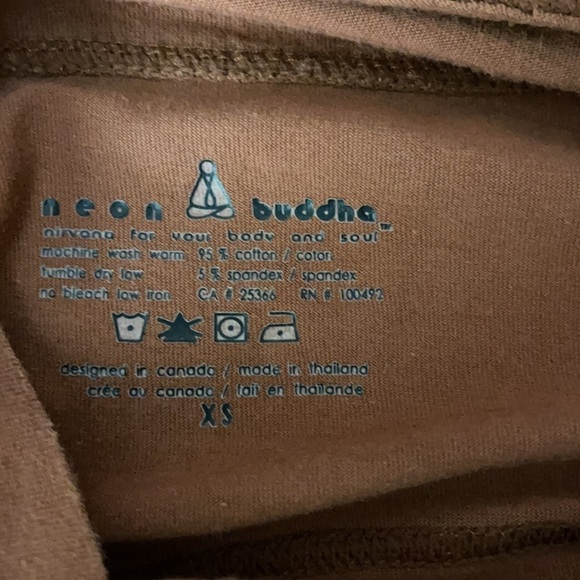 neon buddha™
nirvana for your body and soul™
machine wash warm 95 % cotton / coton
tumble dry low 5 % spandex / spandex
no bleach low iron CA # 25366 RN # 100492
designed in canada / made in thailand
crée au canada / fait en thaïlande
XS